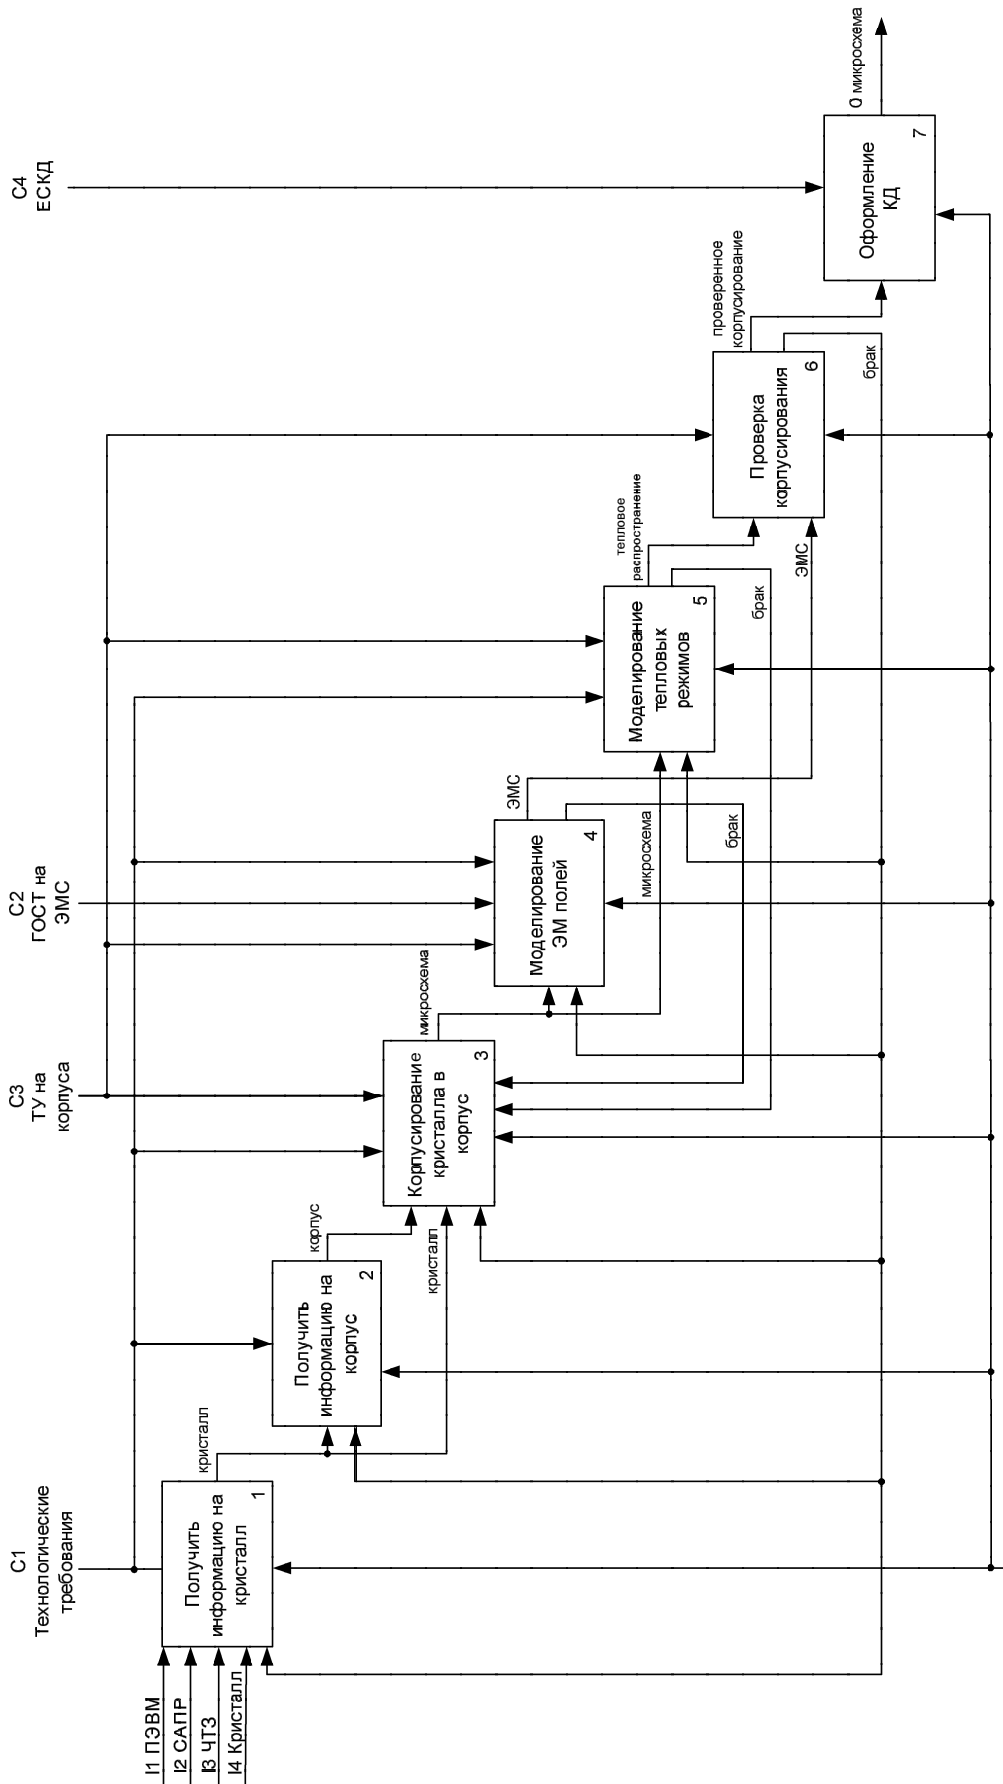 C1
Технологические
требования
C3
ТУ на
корпуса
C2
ГОСТ на
ЭМС
C4
ЕСКД
I1 ПЭВМ
I2 САПР
I3 ЧТЗ
I4 Кристалл
Получить
информацию на
кристалл
1
кристалл
Получить
информацию на
корпус
2
корпус
кристалл
Корпусирование
кристалла в
корпус
3
микросхема
Моделирование
ЭМ полей
4
ЭМС
микросхема
брак
Моделирование
тепловых
режимов
5
тепловое
распространение
брак
ЭМС
Проверка
корпусирования
6
проверенное
корпусирование
брак
Оформление
КД
7
O микросхема